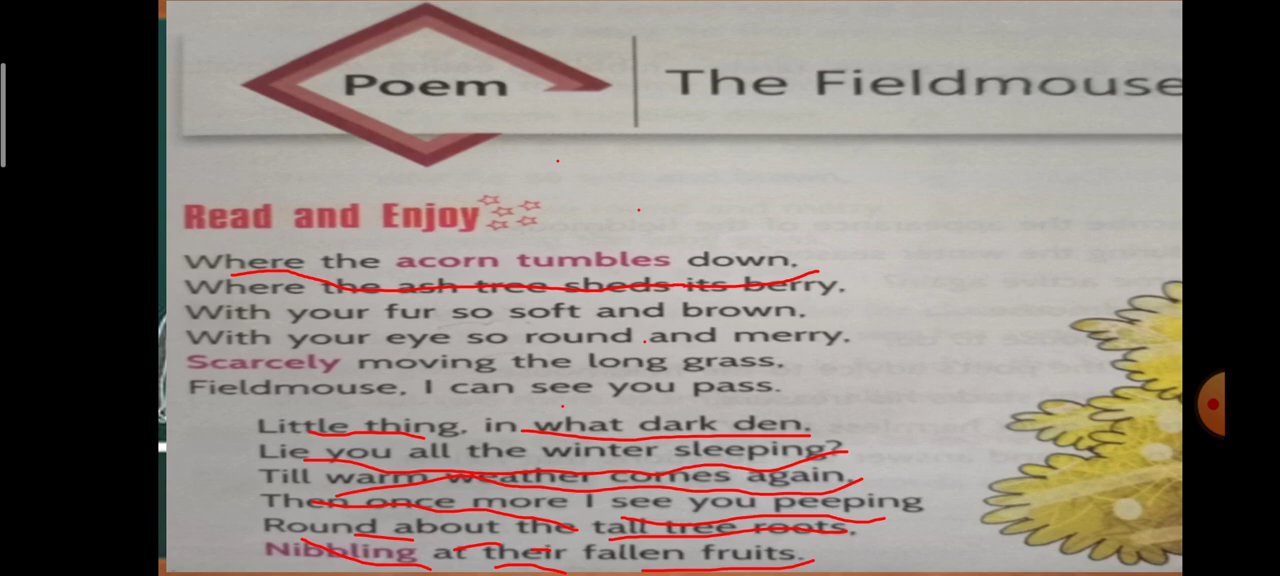 Poem
The Fieldmouse
Read and Enjoy
Where the acorn tumbles down,
Where the ash tree sheds its berry,
With your fur so soft and brown,
With your eye so round and merry,
Scarcely moving the long grass,
Fieldmouse, I can see you pass.
Little thing, in what dark den,
Lie you all the winter sleeping?
Till warm weather comes again,
Then once more I see you peeping
Round about the tall tree roots,
Nibbling at their fallen fruits.